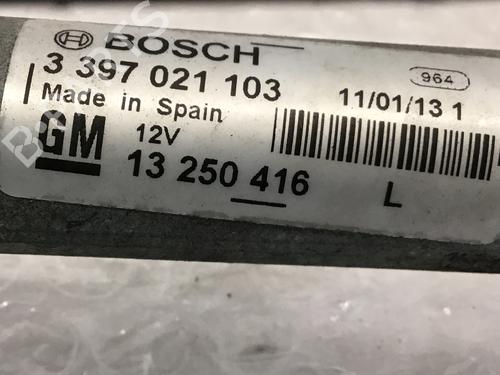 BOSCH
3 397 021 103
964
Made in Spain
11/01/13 1
GM
12V
13 250 416
L